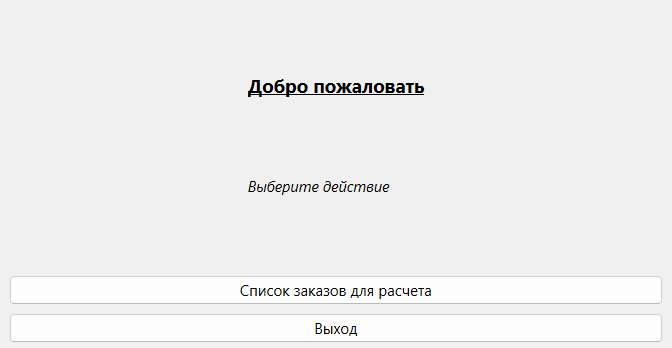 Добро пожаловать
Выберите действие
Список заказов для расчета
Выход